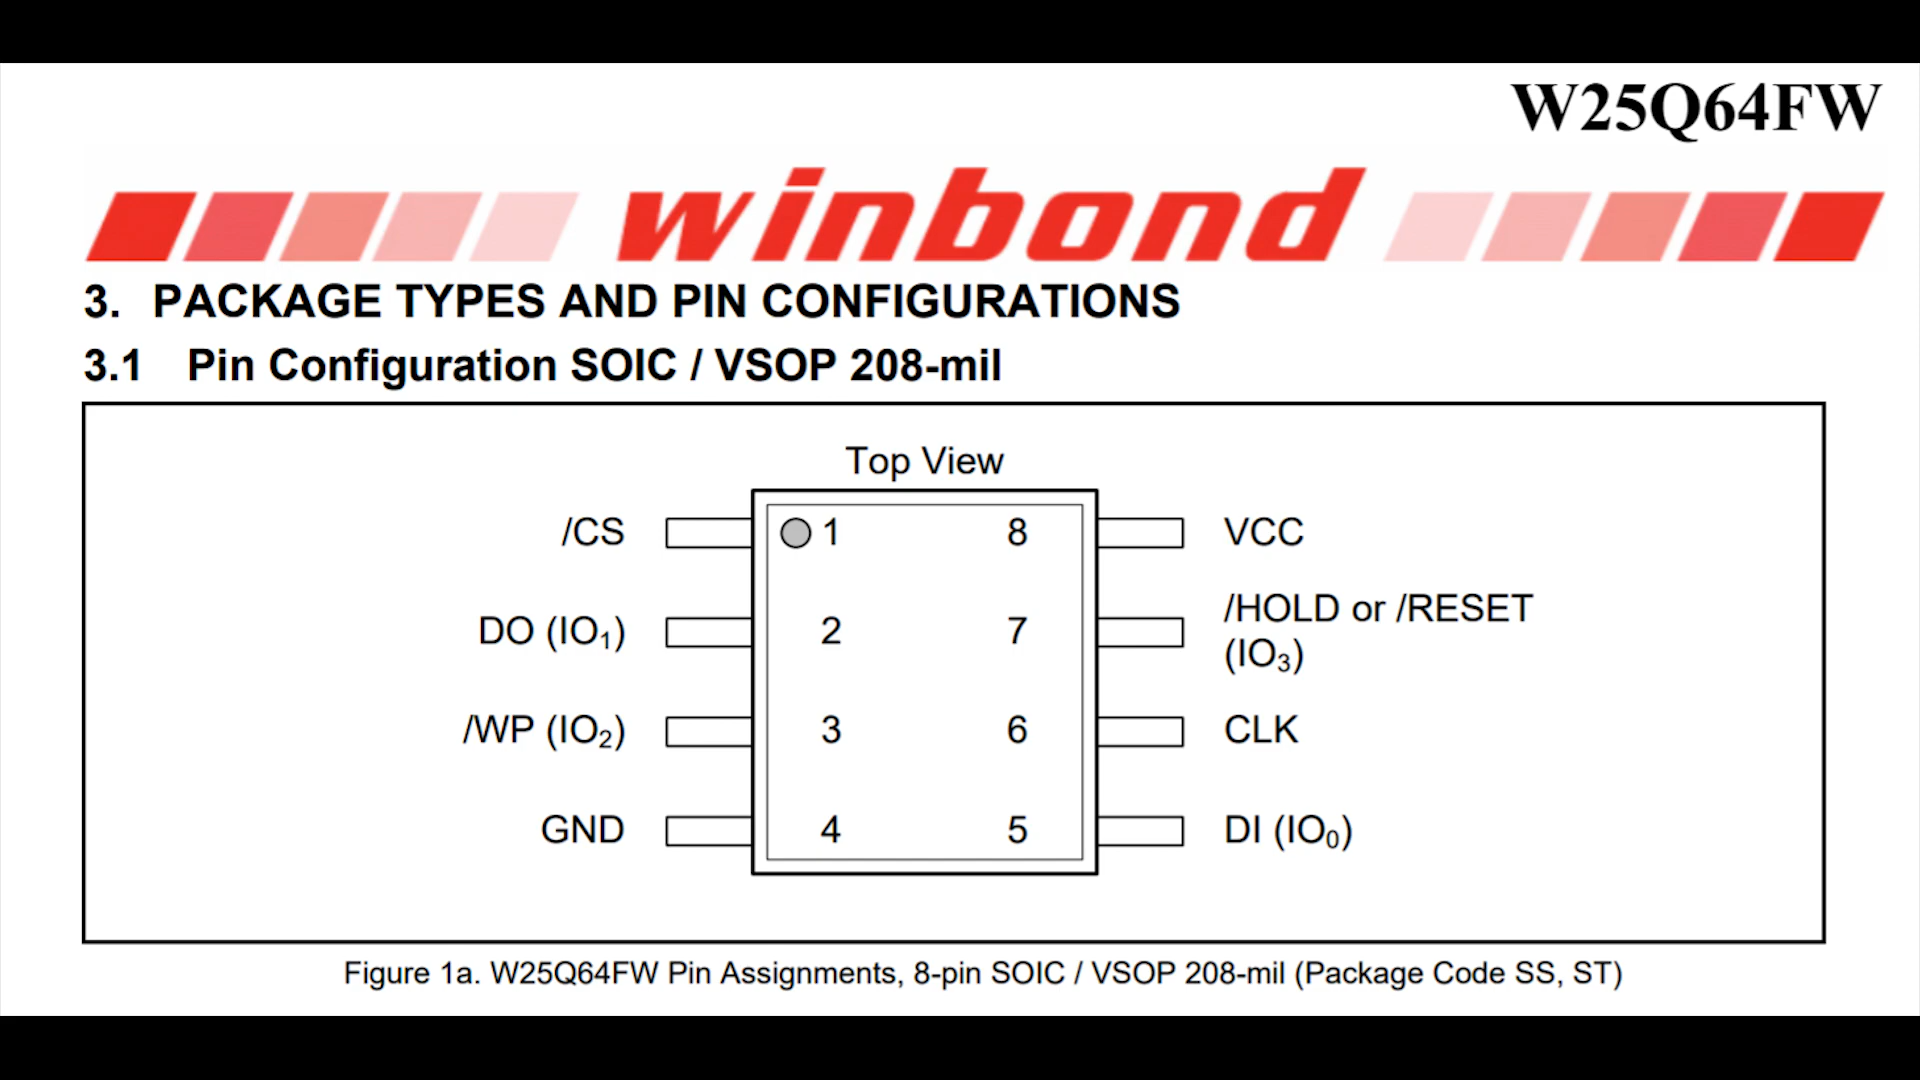 W25Q64FW
winbond
3. PACKAGE TYPES AND PIN CONFIGURATIONS
3.1 Pin Configuration SOIC / VSOP 208-mil
Top View
/CS 1 8 VCC
DO (IO₁) 2 7 /HOLD or /RESET
(IO₃)
/WP (IO₂) 3 6 CLK
GND 4 5 DI (IO₀)
Figure 1a. W25Q64FW Pin Assignments, 8-pin SOIC / VSOP 208-mil (Package Code SS, ST)